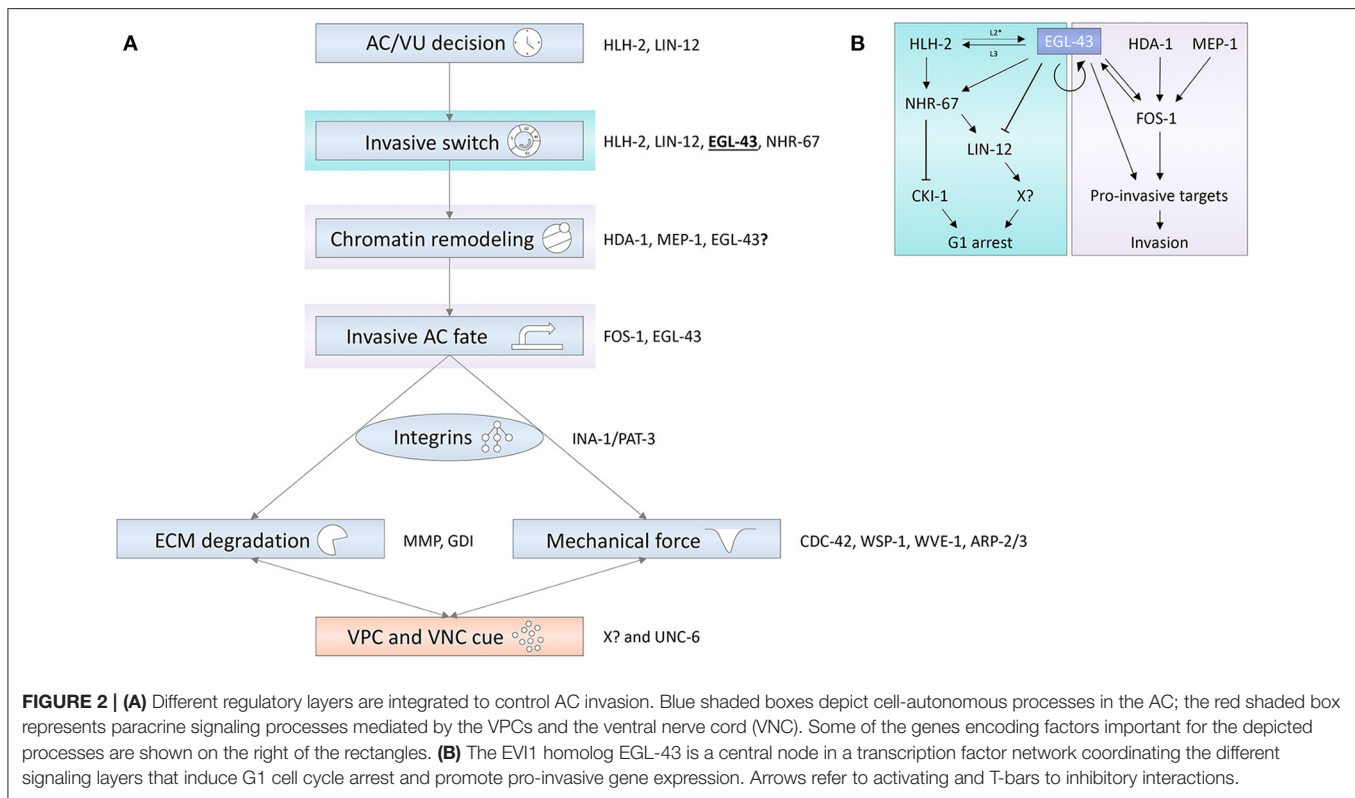 A
AC/VU decision
HLH-2, LIN-12
Invasive switch
HLH-2, LIN-12, EGL-43, NHR-67
Chromatin remodeling
HDA-1, MEP-1, EGL-43?
Invasive AC fate
FOS-1, EGL-43
Integrins
INA-1/PAT-3
ECM degradation
MMP, GDI
Mechanical force
CDC-42, WSP-1, WVE-1, ARP-2/3
VPC and VNC cue
X? and UNC-6
B
HLH-2
L2*
L3
EGL-43
HDA-1
MEP-1
NHR-67
FOS-1
LIN-12
CKI-1
X?
Pro-invasive targets
G1 arrest
Invasion
FIGURE 2 | (A) Different regulatory layers are integrated to control AC invasion. Blue shaded boxes depict cell-autonomous processes in the AC; the red shaded box
represents paracrine signaling processes mediated by the VPCs and the ventral nerve cord (VNC). Some of the genes encoding factors important for the depicted
processes are shown on the right of the rectangles. (B) The EVI1 homolog EGL-43 is a central node in a transcription factor network coordinating the different
signaling layers that induce G1 cell cycle arrest and promote pro-invasive gene expression. Arrows refer to activating and T-bars to inhibitory interactions.